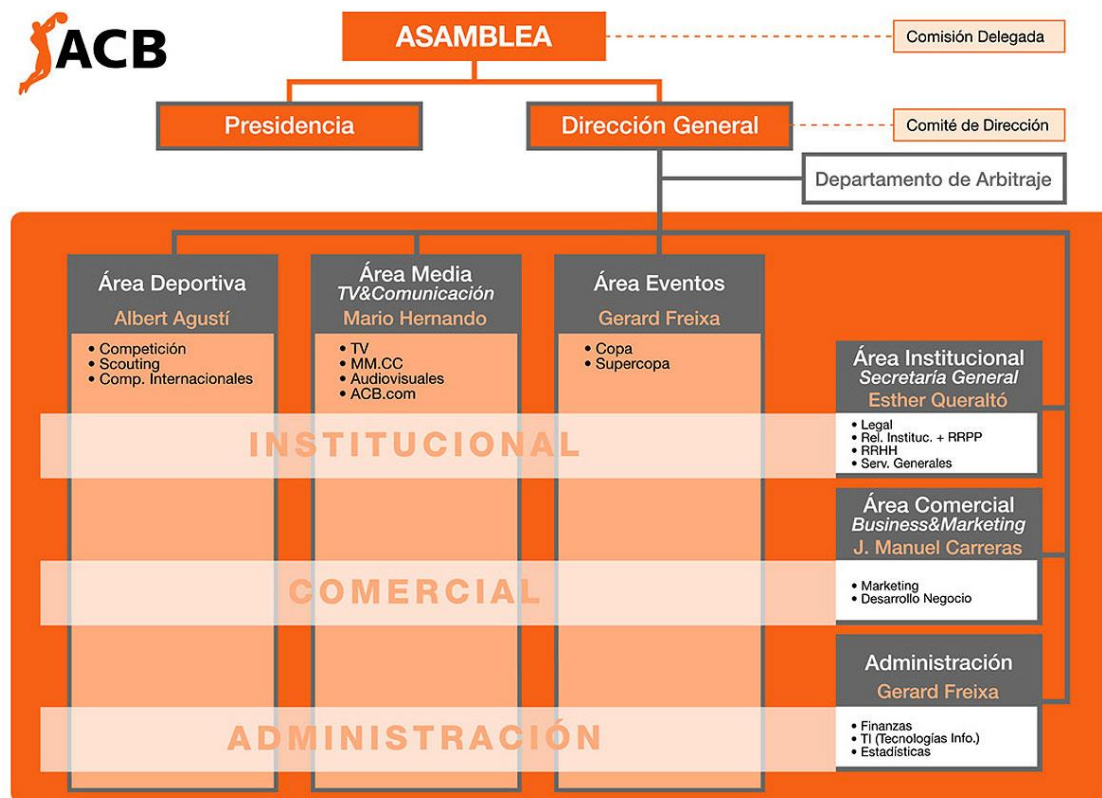 ACB
ASAMBLEA
Comisión Delegada
Presidencia
Dirección General
Comité de Dirección
Departamento de Arbitraje
Área Deportiva
Albert Agustí
• Competición
• Scouting
• Comp. Internacionales
Área Media
TV&Comunicación
Mario Hernando
• TV
• MM.CC
• Audiovisuales
• ACB.com
Área Eventos
Gerard Freixa
• Copa
• Supercopa
Área Institucional
Secretaría General
Esther Queraltó
• Legal
• Rel. Instituc. + RRPP
• RRHH
• Serv. Generales
INSTITUCIONAL
Área Comercial
Business&Marketing
J. Manuel Carreras
• Marketing
• Desarrollo Negocio
COMERCIAL
Administración
Gerard Freixa
• Finanzas
• TI (Tecnologías Info.)
• Estadísticas
ADMINISTRACIÓN